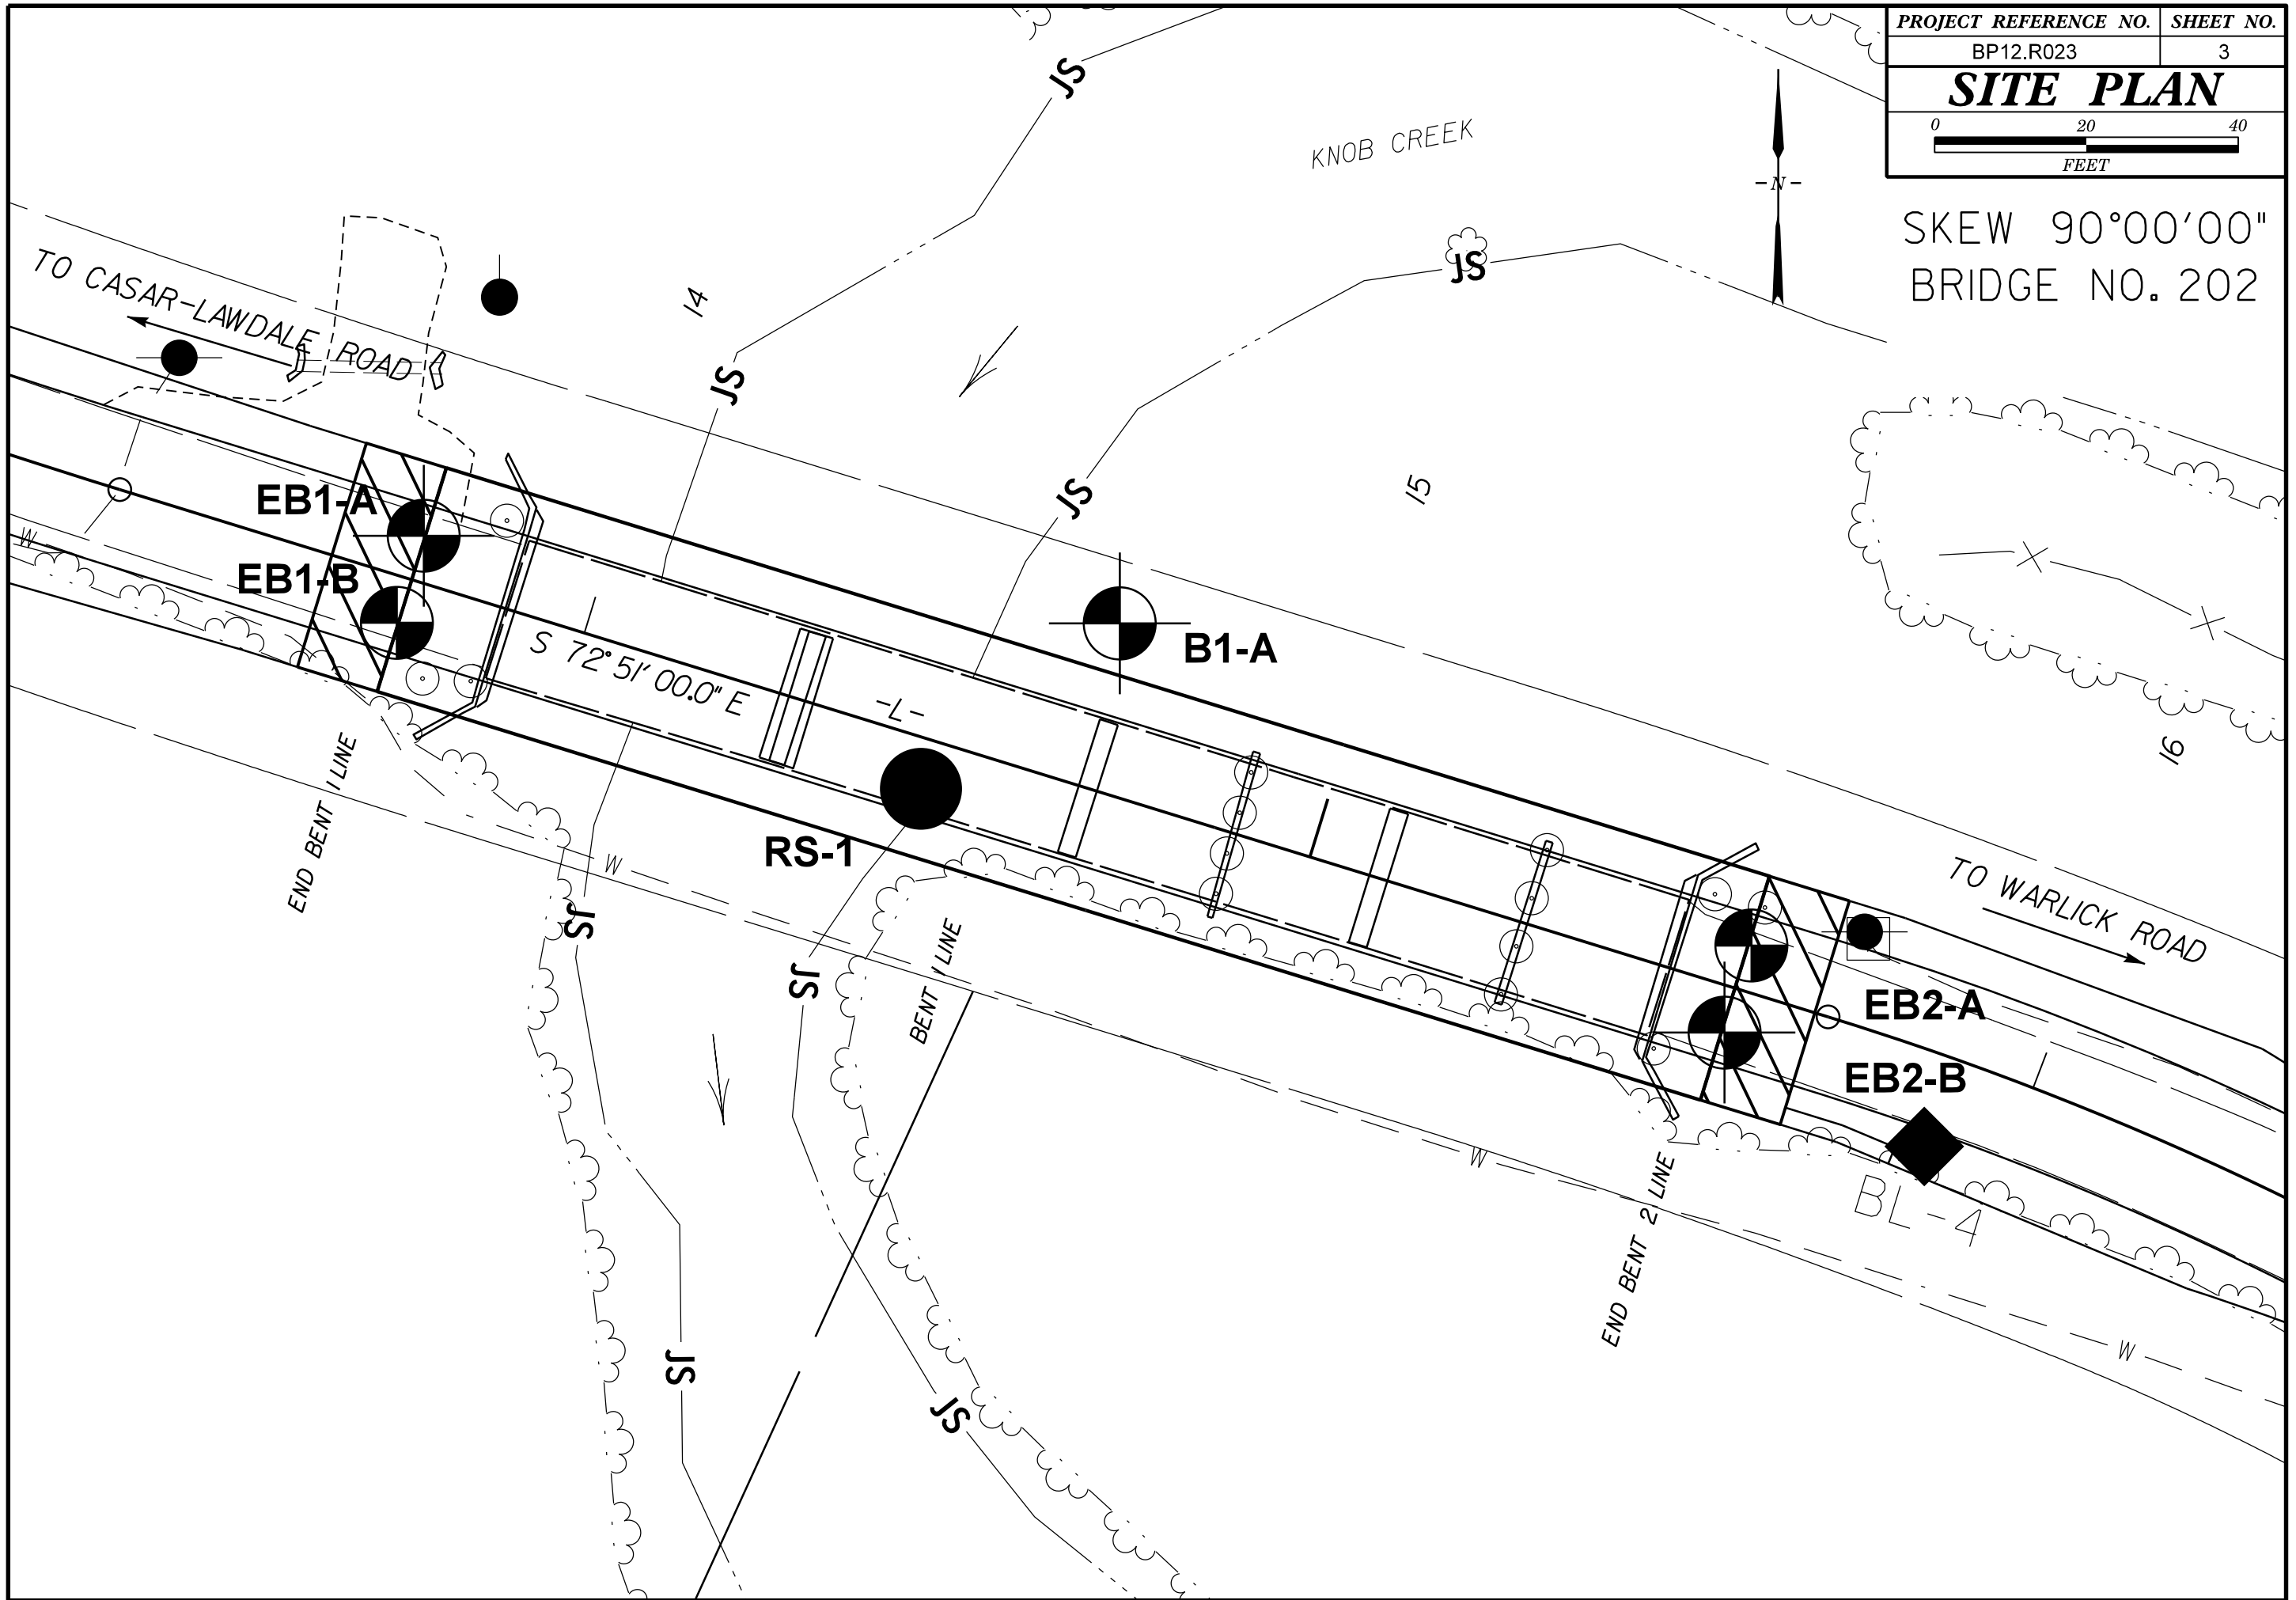 PROJECT REFERENCE NO. SHEET NO.
BP12.R023 3
SITE PLAN
0 20 40
FEET
SKEW 90°00'00"
BRIDGE NO. 202
-N-
KNOB CREEK
JS
JS
JS
JS
TO CASAR-LAWDALE ROAD
14
15
16
EB1-A
EB1-B
W
S 72°51'00.0" E
-L-
B1-A
RS-1
END BENT 1 LINE
BENT 1 LINE
END BENT 2 LINE
TO WARLICK ROAD
EB2-A
EB2-B
BL-4
W
W
W
JS
JS
JS
JS